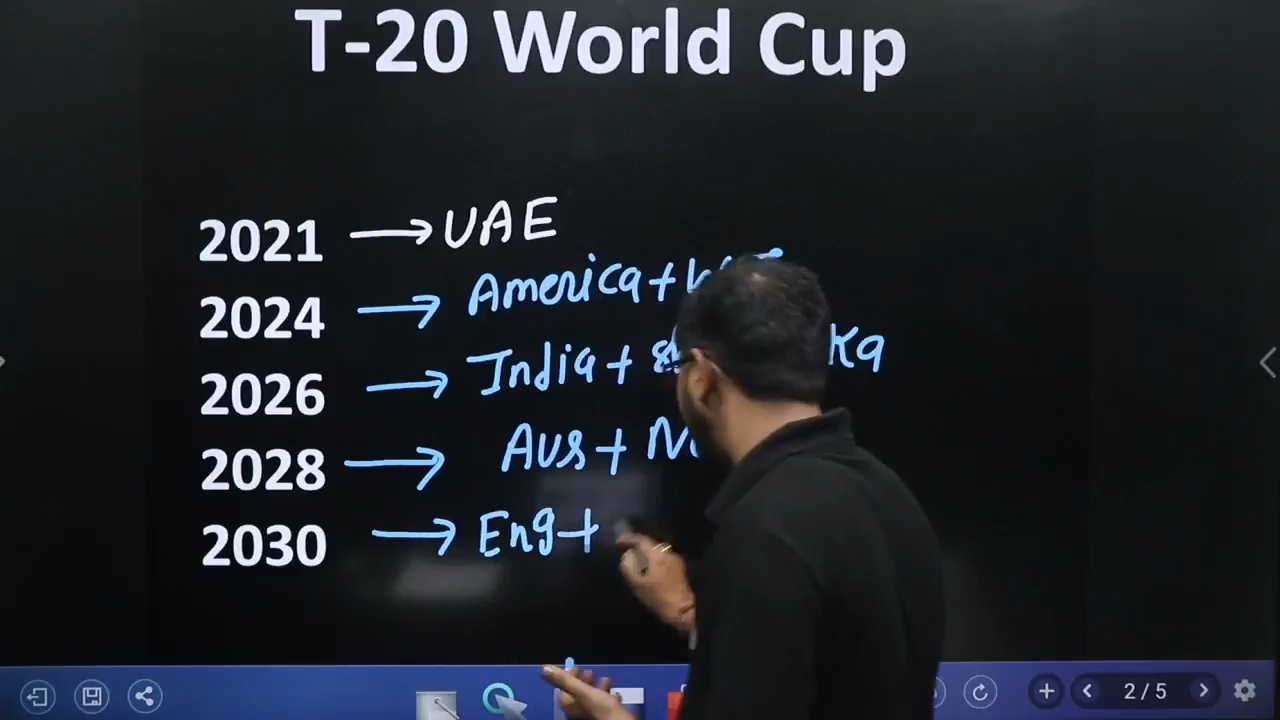 T-20 World Cup
2021 → UAE
2024 → America +
2026 → India +
2028 → Aus +
2030 → Eng +
2 / 5